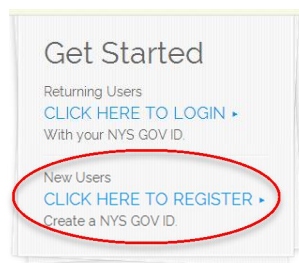 Get Started
Returning Users
CLICK HERE TO LOGIN ▸
With your NYS GOV ID.
New Users
CLICK HERE TO REGISTER ▸
Create a NYS GOV ID.